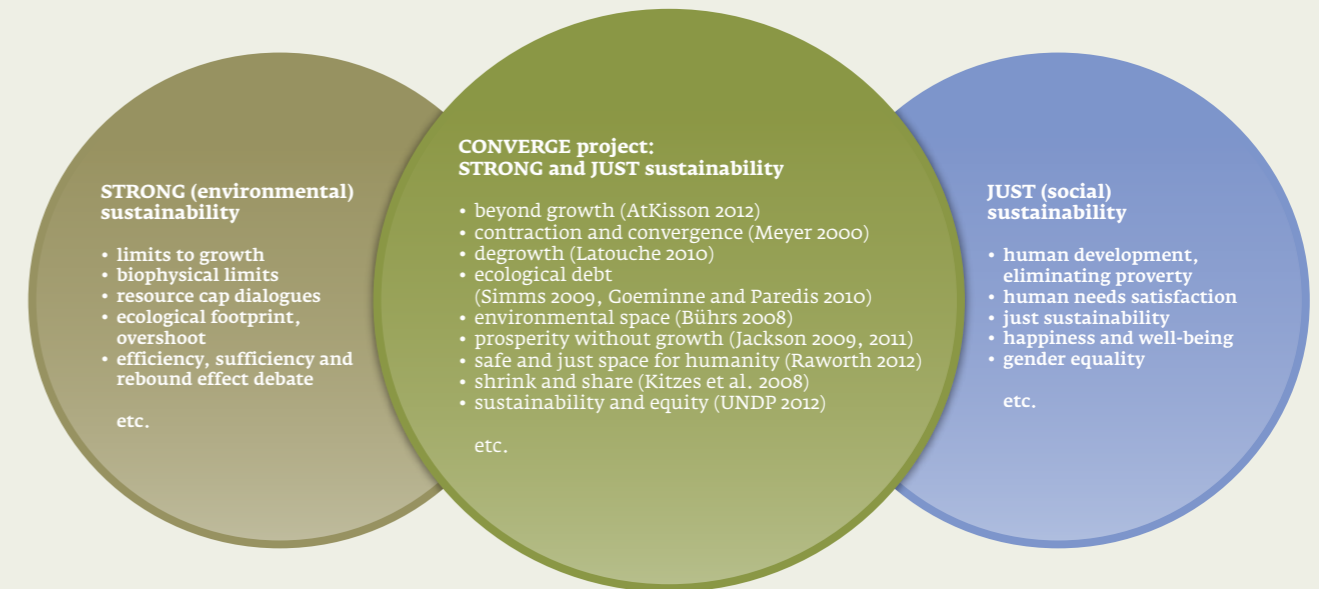 STRONG (environmental)
sustainability
• limits to growth
• biophysical limits
• resource cap dialogues
• ecological footprint,
overshoot
• efficiency, sufficiency and
rebound effect debate
etc.
CONVERGE project:
STRONG and JUST sustainability
• beyond growth (AtKisson 2012)
• contraction and convergence (Meyer 2000)
• degrowth (Latouche 2010)
• ecological debt
(Simms 2009, Goeminne and Paredis 2010)
• environmental space (Bührs 2008)
• prosperity without growth (Jackson 2009, 2011)
• safe and just space for humanity (Raworth 2012)
• shrink and share (Kitzes et al. 2008)
• sustainability and equity (UNDP 2012)
etc.
JUST (social)
sustainability
• human development,
eliminating proverty
• human needs satisfaction
• just sustainability
• happiness and well-being
• gender equality
etc.